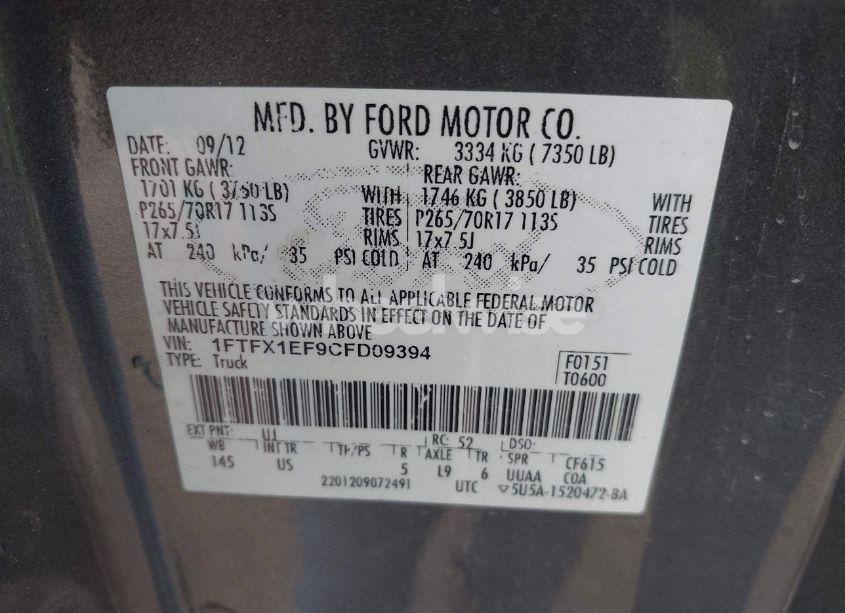 MFD. BY FORD MOTOR CO.
DATE: 09/12 GVWR: 3334 KG ( 7350 LB)
FRONT GAWR: REAR GAWR:
1701 KG ( 3750 LB) WITH 1746 KG ( 3850 LB) WITH
P265/70R17 113S TIRES P265/70R17 113S TIRES
17x7.5J RIMS 17x7.5J RIMS
AT 240 kPa/ 35 PSI COLD AT 240 kPa/ 35 PSI COLD
THIS VEHICLE CONFORMS TO ALL APPLICABLE FEDERAL MOTOR
VEHICLE SAFETY STANDARDS IN EFFECT ON THE DATE OF
MANUFACTURE SHOWN ABOVE
VIN: 1FTFX1EF9CFD09394
TYPE: Truck
F0151
T0600
EXT PNT: UJ RC: 52 DSO:
WB INT TR TP/PS R AXLE TR SPR CF615
145 US 5 L9 6 UUAA COA
2201209072491 UTC ▽5U5A-1520472-BA